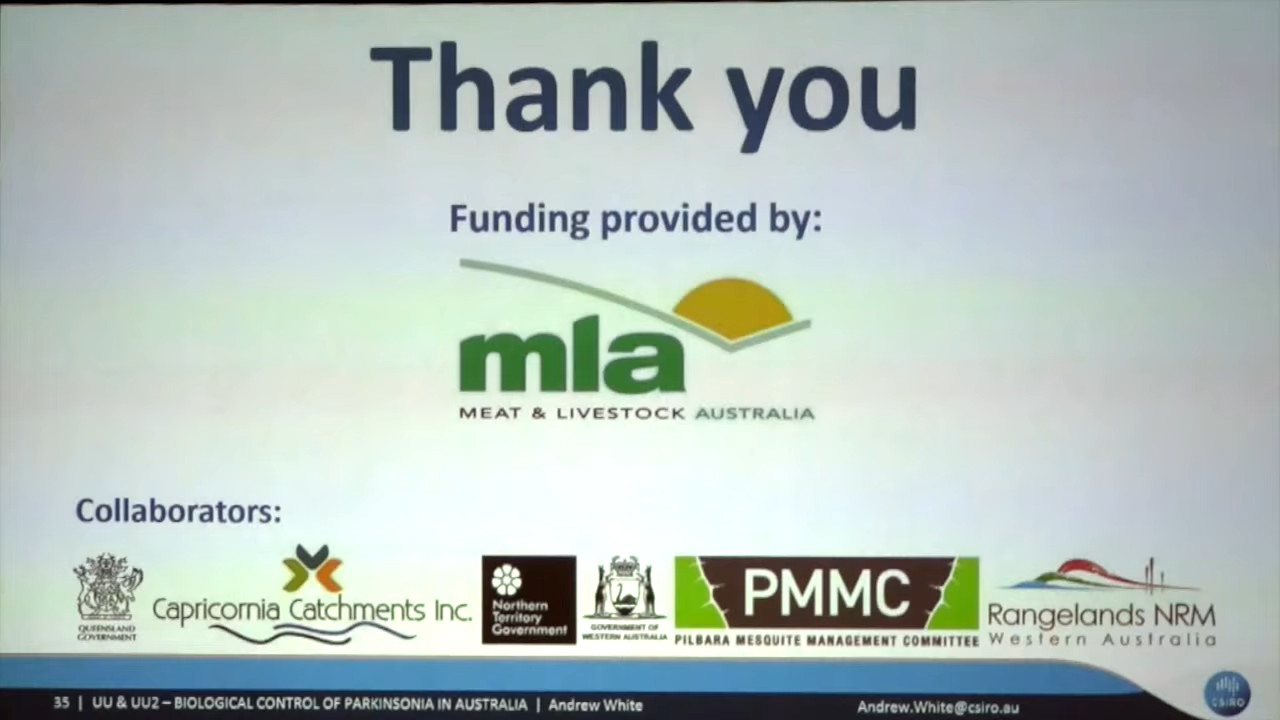 Thank you
Funding provided by:
mla
MEAT & LIVESTOCK AUSTRALIA
Collaborators:
QUEENSLAND
GOVERNMENT
Capricornia Catchments Inc.
Northern
Territory
Government
GOVERNMENT OF
WESTERN AUSTRALIA
PMMC
PILBARA MESQUITE MANAGEMENT COMMITTEE
Rangelands NRM
Western Australia
35 | UU & UU2 – BIOLOGICAL CONTROL OF PARKINSONIA IN AUSTRALIA | Andrew White
Andrew.White@csiro.au
CSIRO